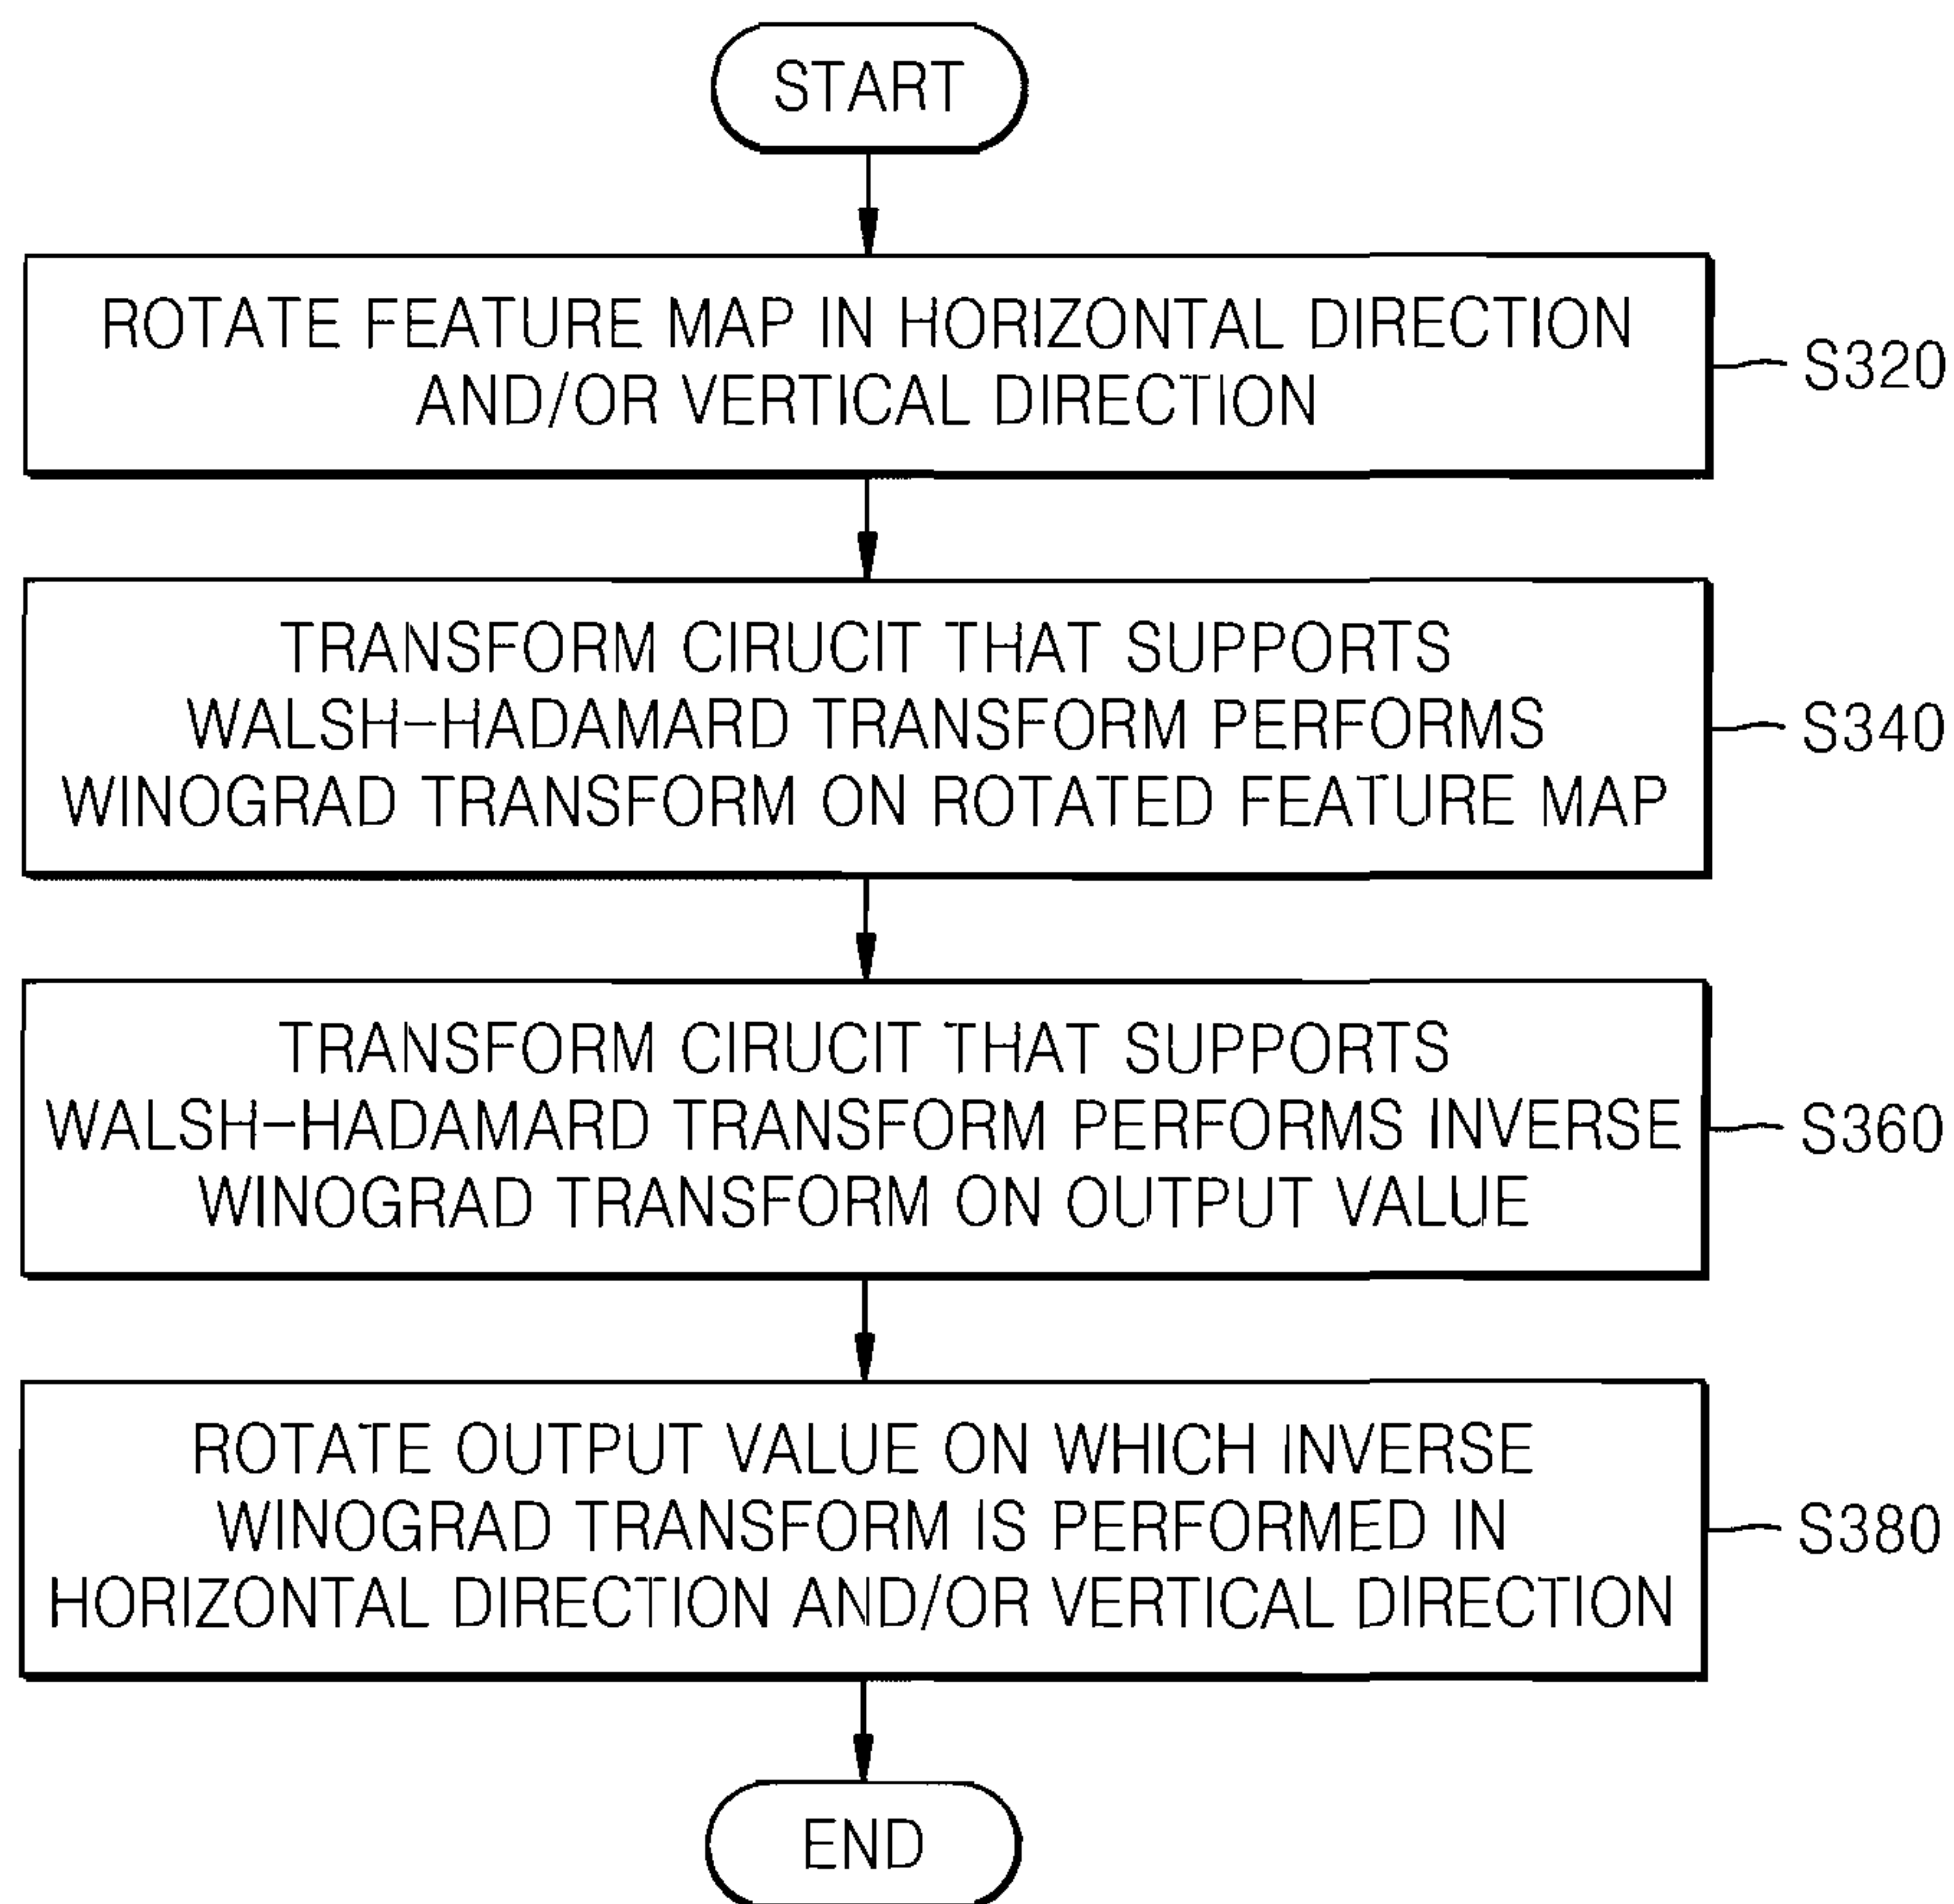 START
ROTATE FEATURE MAP IN HORIZONTAL DIRECTION
AND/OR VERTICAL DIRECTION
S320
TRANSFORM CIRUCIT THAT SUPPORTS
WALSH-HADAMARD TRANSFORM PERFORMS
WINOGRAD TRANSFORM ON ROTATED FEATURE MAP
S340
TRANSFORM CIRUCIT THAT SUPPORTS
WALSH-HADAMARD TRANSFORM PERFORMS INVERSE
WINOGRAD TRANSFORM ON OUTPUT VALUE
S360
ROTATE OUTPUT VALUE ON WHICH INVERSE
WINOGRAD TRANSFORM IS PERFORMED IN
HORIZONTAL DIRECTION AND/OR VERTICAL DIRECTION
S380
END